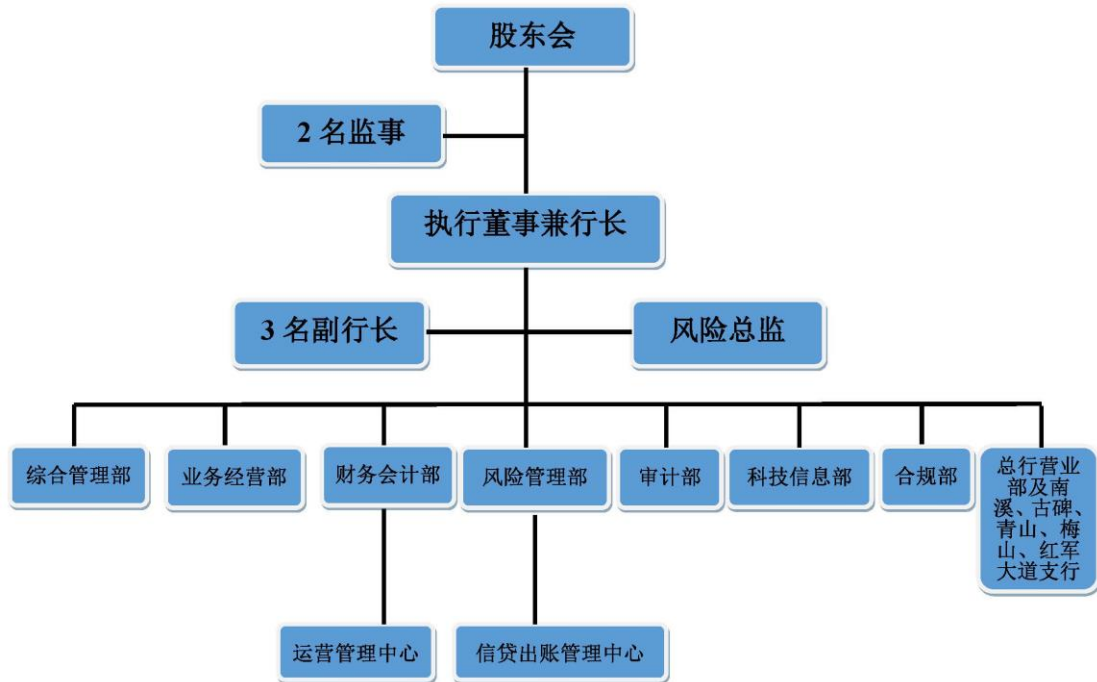 股东会
2 名监事
执行董事兼行长
3 名副行长
风险总监
综合管理部
业务经营部
财务会计部
风险管理部
审计部
科技信息部
合规部
总行营业
部及南
溪、古碑、
青山、梅
山、红军
大道支行
运营管理中心
信贷出账管理中心